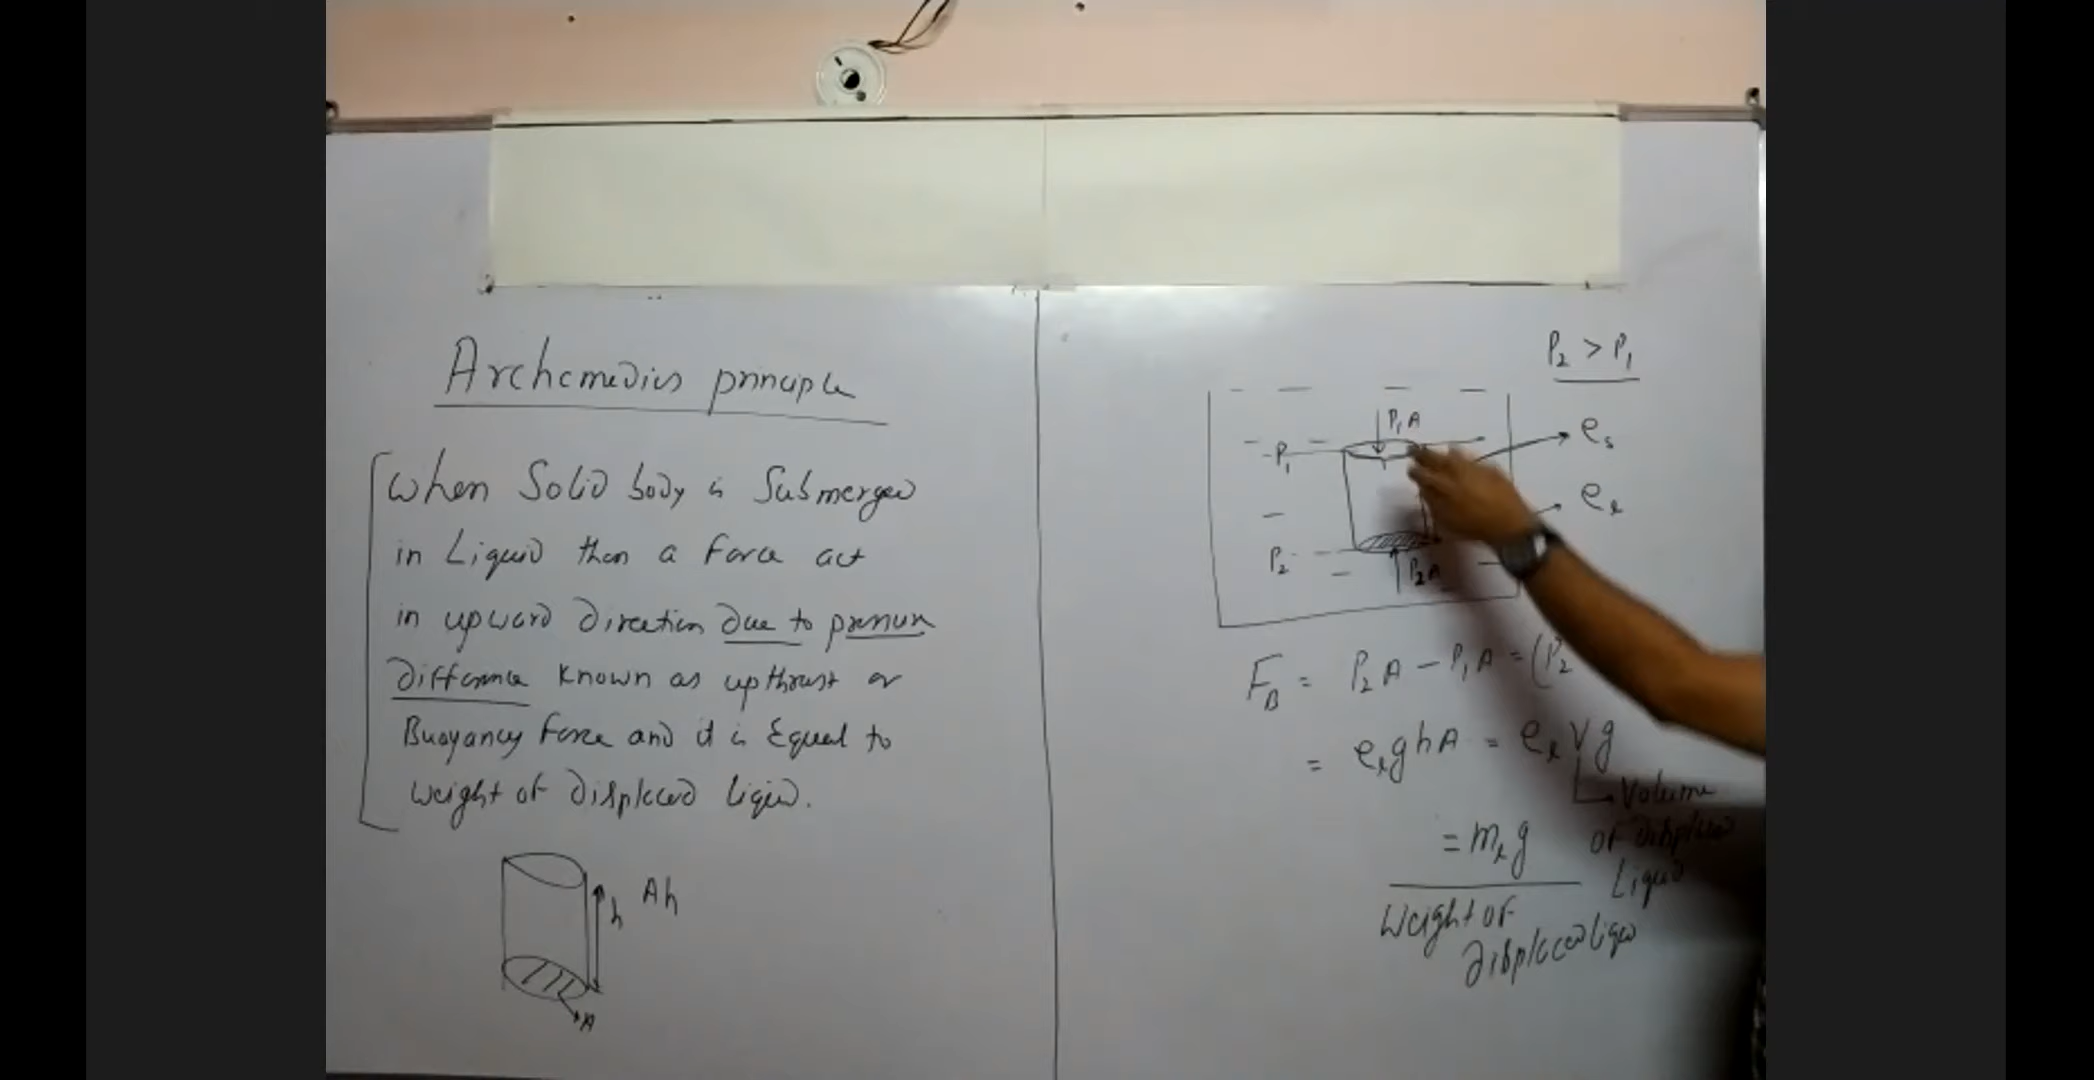 Archemedies principle
When Solid body is Submerged
in Liquid then a Force act
in upward Direction Due to pressure
Difference known as upthrust or
Buoyancy Force and it is Equal to
Weight of Displaced liquid.
h Ah
A
P₂ > P₁
P₁A
P₁
ρₛ
ρₗ
P₂
P₂A
F_B = P₂A - P₁A = (P₂
= ρₗghA = ρₗVg
Volume
of displaced
Liquid
= mₗg
Weight of
Displaced liquid